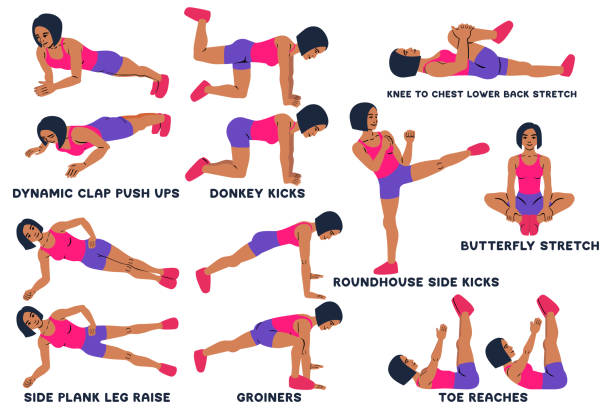 KNEE TO CHEST LOWER BACK STRETCH
DYNAMIC CLAP PUSH UPS
DONKEY KICKS
BUTTERFLY STRETCH
ROUNDHOUSE SIDE KICKS
SIDE PLANK LEG RAISE
GROINERS
TOE REACHES